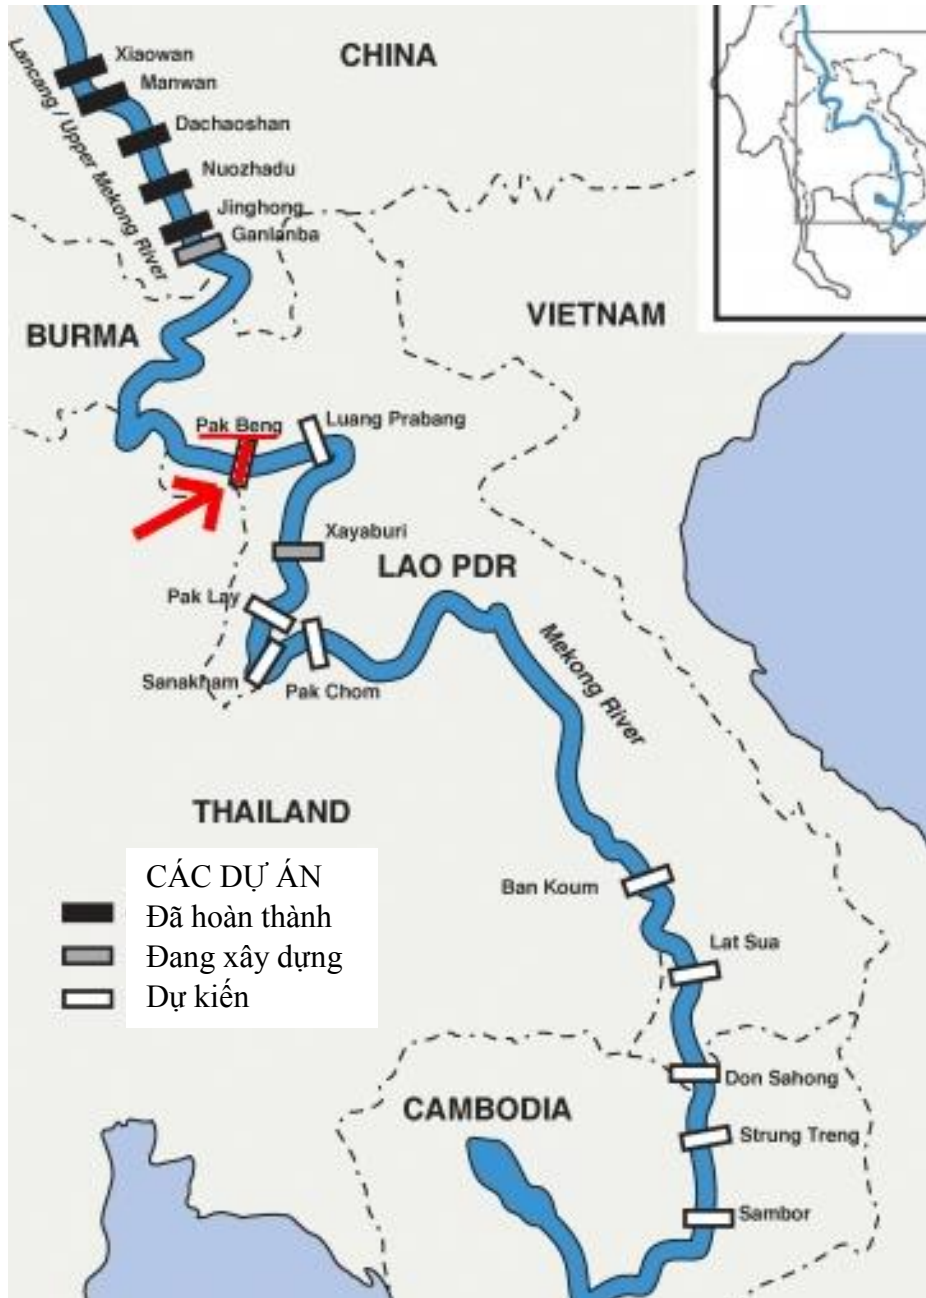 CHINA
Xiaowan
Manwan
Lancang / Upper Mekong River
Dachaoshan
Nuozhadu
Jinghong
Ganlanba
BURMA
VIETNAM
Pak Beng
Luang Prabang
Xayaburi
LAO PDR
Pak Lay
Sanakham
Pak Chom
Mekong River
THAILAND
CÁC DỰ ÁN
Đã hoàn thành
Đang xây dựng
Dự kiến
Ban Koum
Lat Sua
Don Sahong
CAMBODIA
Strung Treng
Sambor